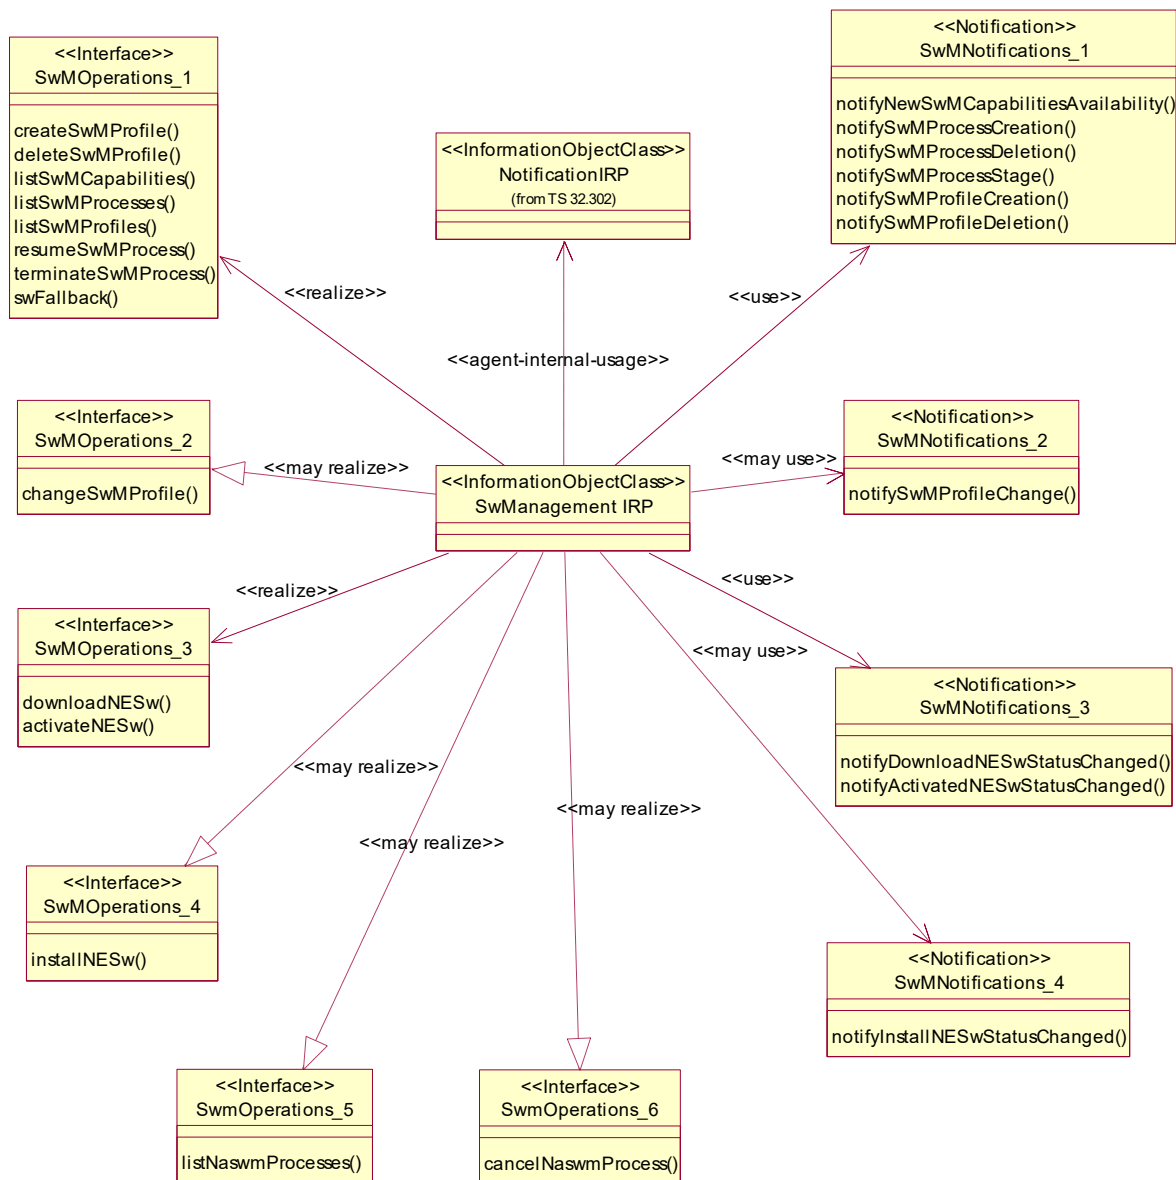 <<Interface>>
SwMOperations_1
createSwMProfile()
deleteSwMProfile()
listSwMCapabilities()
listSwMProcesses()
listSwMProfiles()
resumeSwMProcess()
terminateSwMProcess()
swFallback()
<<InformationObjectClass>>
NotificationIRP
(from TS 32.302)
<<Notification>>
SwMNotifications_1
notifyNewSwMCapabilitiesAvailability()
notifySwMProcessCreation()
notifySwMProcessDeletion()
notifySwMProcessStage()
notifySwMProfileCreation()
notifySwMProfileDeletion()
<<realize>>
<<use>>
<<agent-internal-usage>>
<<Interface>>
SwMOperations_2
changeSwMProfile()
<<may realize>>
<<InformationObjectClass>>
SwManagement IRP
<<may use>>
<<Notification>>
SwMNotifications_2
notifySwMProfileChange()
<<realize>>
<<use>>
<<Interface>>
SwMOperations_3
downloadNESw()
activateNESw()
<<may use>>
<<Notification>>
SwMNotifications_3
notifyDownloadNESwStatusChanged()
notifyActivatedNESwStatusChanged()
<<may realize>>
<<may realize>>
<<may realize>>
<<Interface>>
SwMOperations_4
installNESw()
<<Notification>>
SwMNotifications_4
notifyInstallNESwStatusChanged()
<<Interface>>
SwmOperations_5
listNaswmProcesses()
<<Interface>>
SwmOperations_6
cancelNaswmProcess()